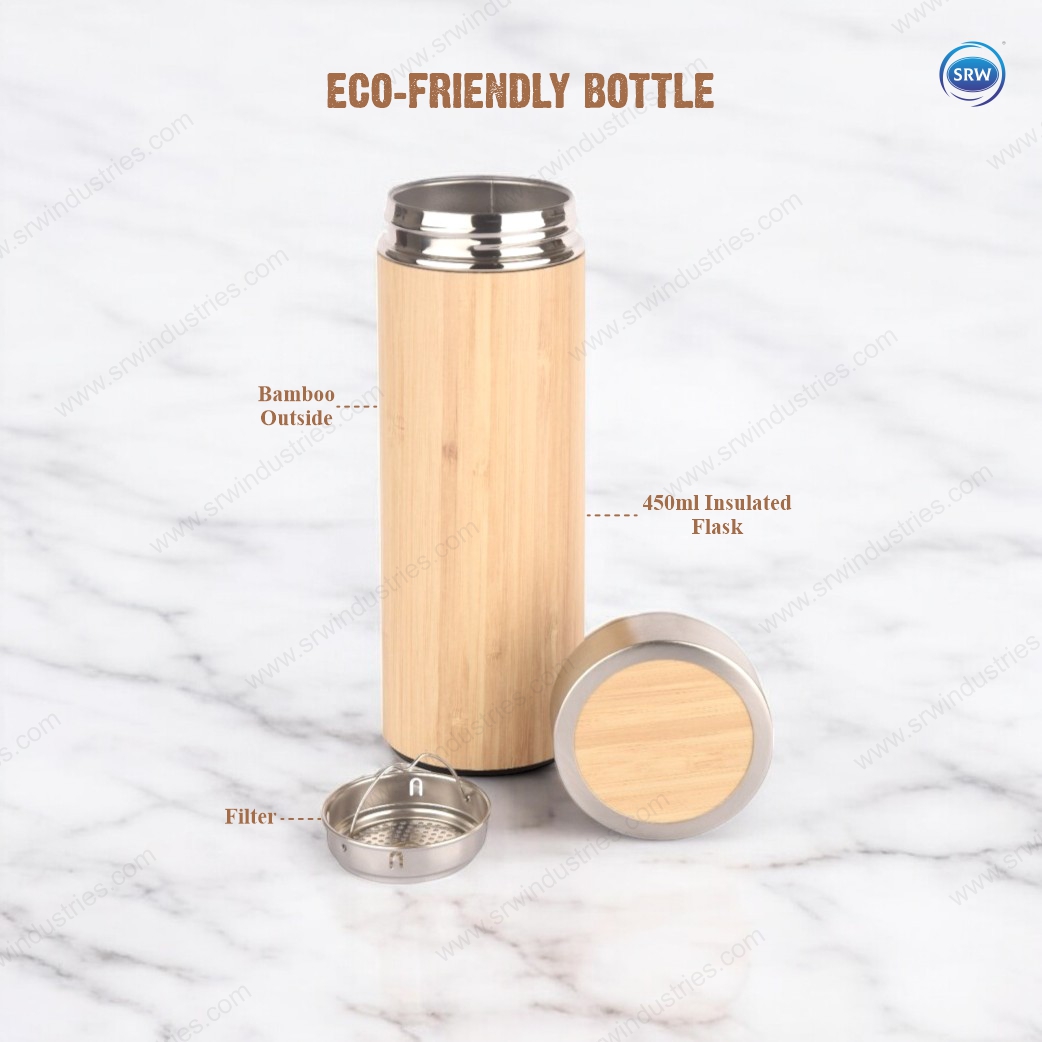 ECO-FRIENDLY BOTTLE
SRW
Bamboo
Outside
450ml Insulated
Flask
Filter
www.srwindustries.com